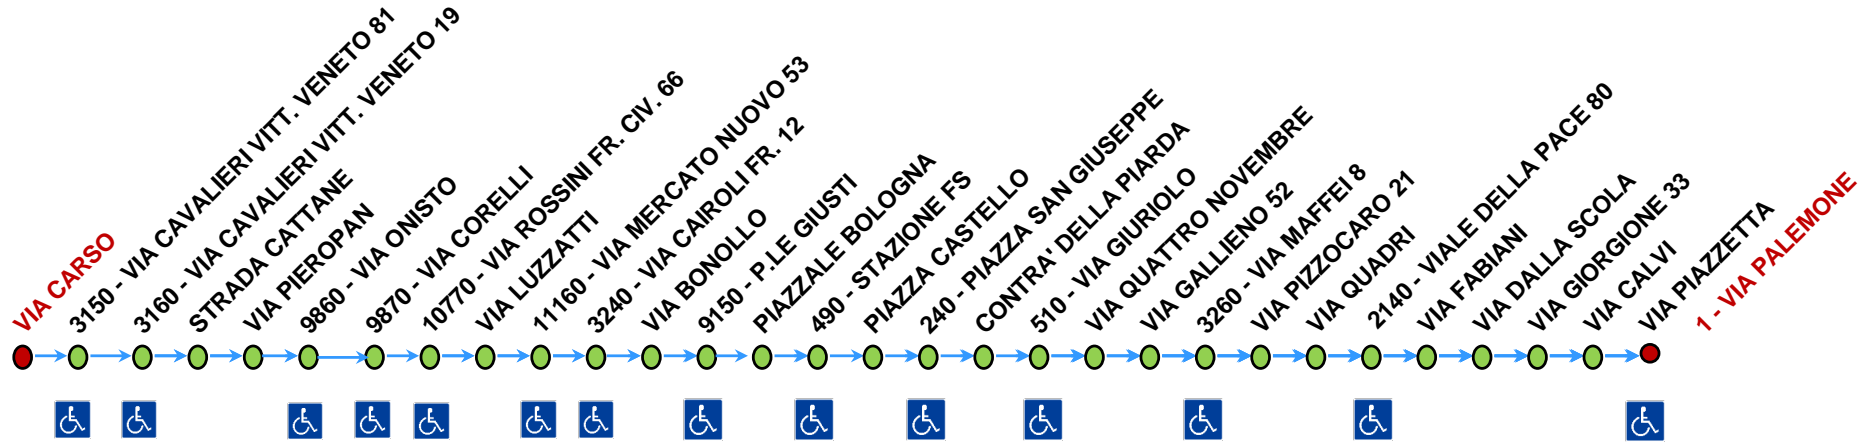 VIA CARSO
3150 - VIA CAVALIERI VITT. VENETO 81
3160 - VIA CAVALIERI VITT. VENETO 19
STRADA CATTANE
VIA PIEROPAN
9860 - VIA ONISTO
9870 - VIA CORELLI
10770 - VIA ROSSINI FR. CIV. 66
VIA LUZZATTI
11160 - VIA MERCATO NUOVO 53
3240 - VIA CAIROLI FR. 12
VIA BONOLLO
9150 - P.LE GIUSTI
PIAZZALE BOLOGNA
490 - STAZIONE FS
PIAZZA CASTELLO
240 - PIAZZA SAN GIUSEPPE
CONTRA' DELLA PIARDA
510 - VIA GURIOLO
VIA QUATTRO NOVEMBRE
VIA GALLIENO 52
3260 - VIA MAFFEI 8
VIA PIZZOCARO 21
VIA QUADRI
2140 - VIALE DELLA PACE 80
VIA FABIANI
VIA DALLA SCOLA
VIA GIORGIONE 33
VIA CALVI
VIA PIAZZETTA
1 - VIA PALEMONE